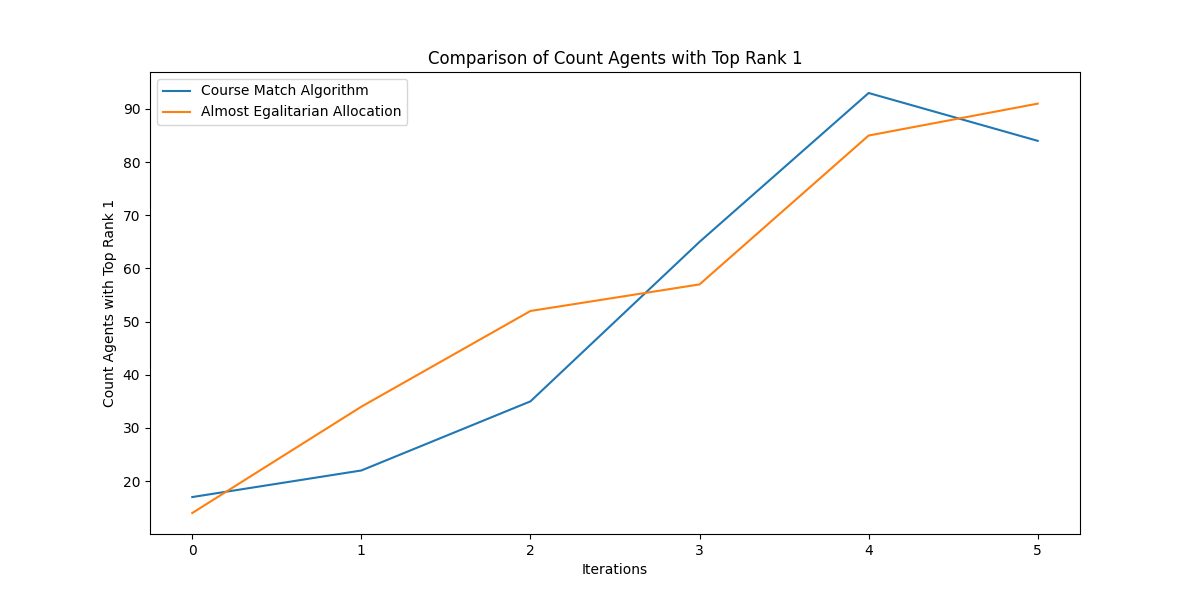 Comparison of Count Agents with Top Rank 1
Course Match Algorithm
Almost Egalitarian Allocation
Count Agents with Top Rank 1
90
80
70
60
50
40
30
20
0 1 2 3 4 5
Iterations